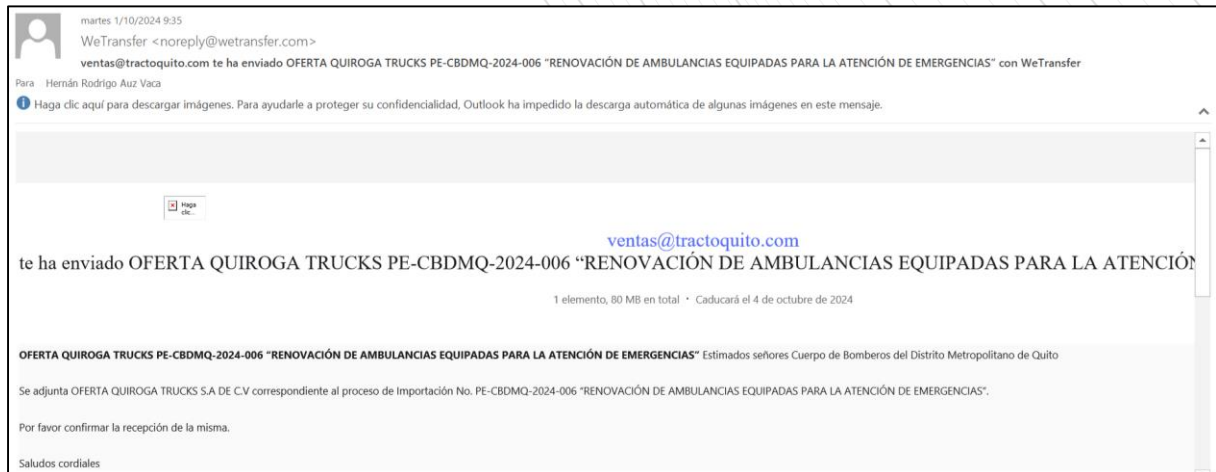 martes 1/10/2024 9:35
WeTransfer <noreply@wetransfer.com>
ventas@tractoquito.com te ha enviado OFERTA QUIROGA TRUCKS PE-CBDMQ-2024-006 “RENOVACIÓN DE AMBULANCIAS EQUIPADAS PARA LA ATENCIÓN DE EMERGENCIAS” con WeTransfer
Para Hernán Rodrigo Auz Vaca
Haga clic aquí para descargar imágenes. Para ayudarle a proteger su confidencialidad, Outlook ha impedido la descarga automática de algunas imágenes en este mensaje.
Haga
clic...
ventas@tractoquito.com
te ha enviado OFERTA QUIROGA TRUCKS PE-CBDMQ-2024-006 “RENOVACIÓN DE AMBULANCIAS EQUIPADAS PARA LA ATENCIÓN
1 elemento, 80 MB en total • Caducará el 4 de octubre de 2024
OFERTA QUIROGA TRUCKS PE-CBDMQ-2024-006 “RENOVACIÓN DE AMBULANCIAS EQUIPADAS PARA LA ATENCIÓN DE EMERGENCIAS” Estimados señores Cuerpo de Bomberos del Distrito Metropolitano de Quito
Se adjunta OFERTA QUIROGA TRUCKS S.A DE C.V correspondiente al proceso de Importación No. PE-CBDMQ-2024-006 “RENOVACIÓN DE AMBULANCIAS EQUIPADAS PARA LA ATENCIÓN DE EMERGENCIAS”.
Por favor confirmar la recepción de la misma.
Saludos cordiales